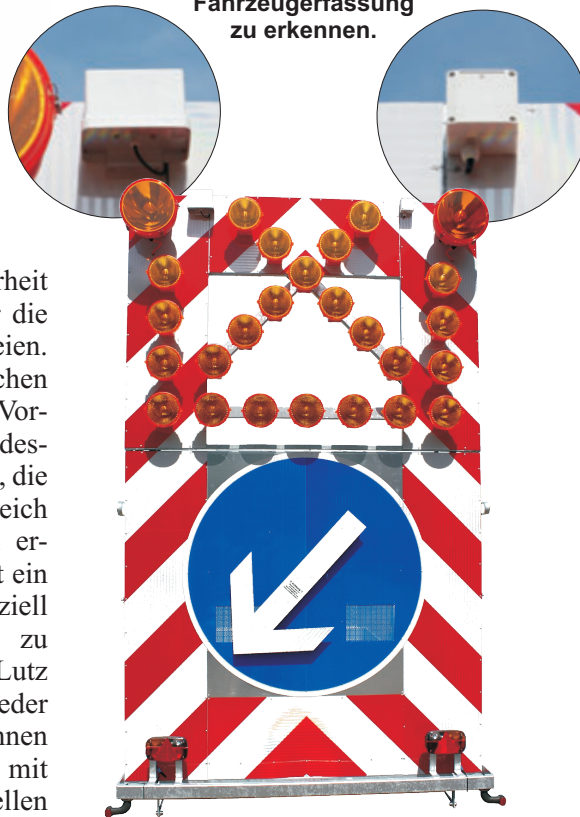 Fahrzeugerfassung
zu erkennen.
rheit
die
eien.
chen
Vor-
des-
, die
eich
er-
t ein
ziell
zu
Lutz
eder
nnen
mit
ellen